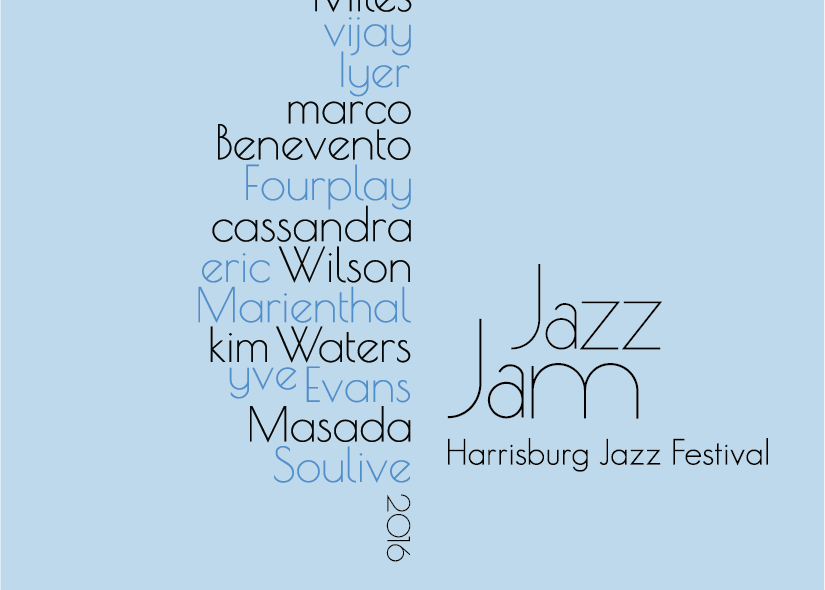 Miles
vijay
Iyer
marco
Benevento
Fourplay
cassandra
eric Wilson
Marienthal
kim Waters
yve Evans
Masada
Soulive
2016
Jazz
Jam
Harrisburg Jazz Festival